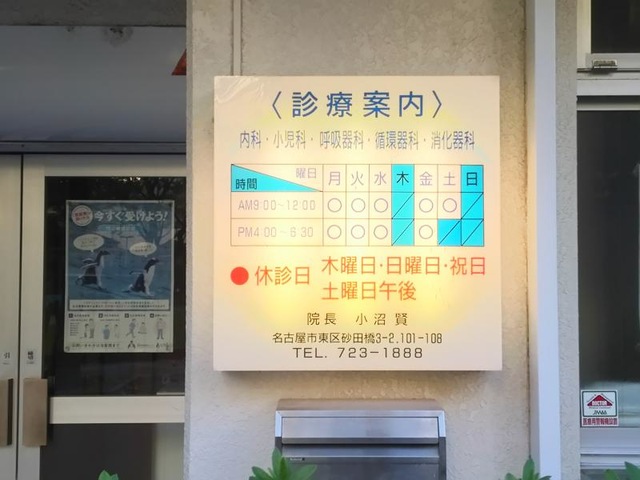 〈診療案内〉
内科・小児科・呼吸器科・循環器科・消化器科
時間 曜日 月 火 水 木 金 土 日
AM9:00~12:00 ○ ○ ○ ／ ○ ○ ／
PM4:00~6:30 ○ ○ ○ ／ ○ ／ ／
●休診日 木曜日・日曜日・祝日
土曜日午後
院長 小沼賢
名古屋市東区砂田橋3-2.101-108
TEL. 723-1888
今すぐ受けよう!
DOCTOR